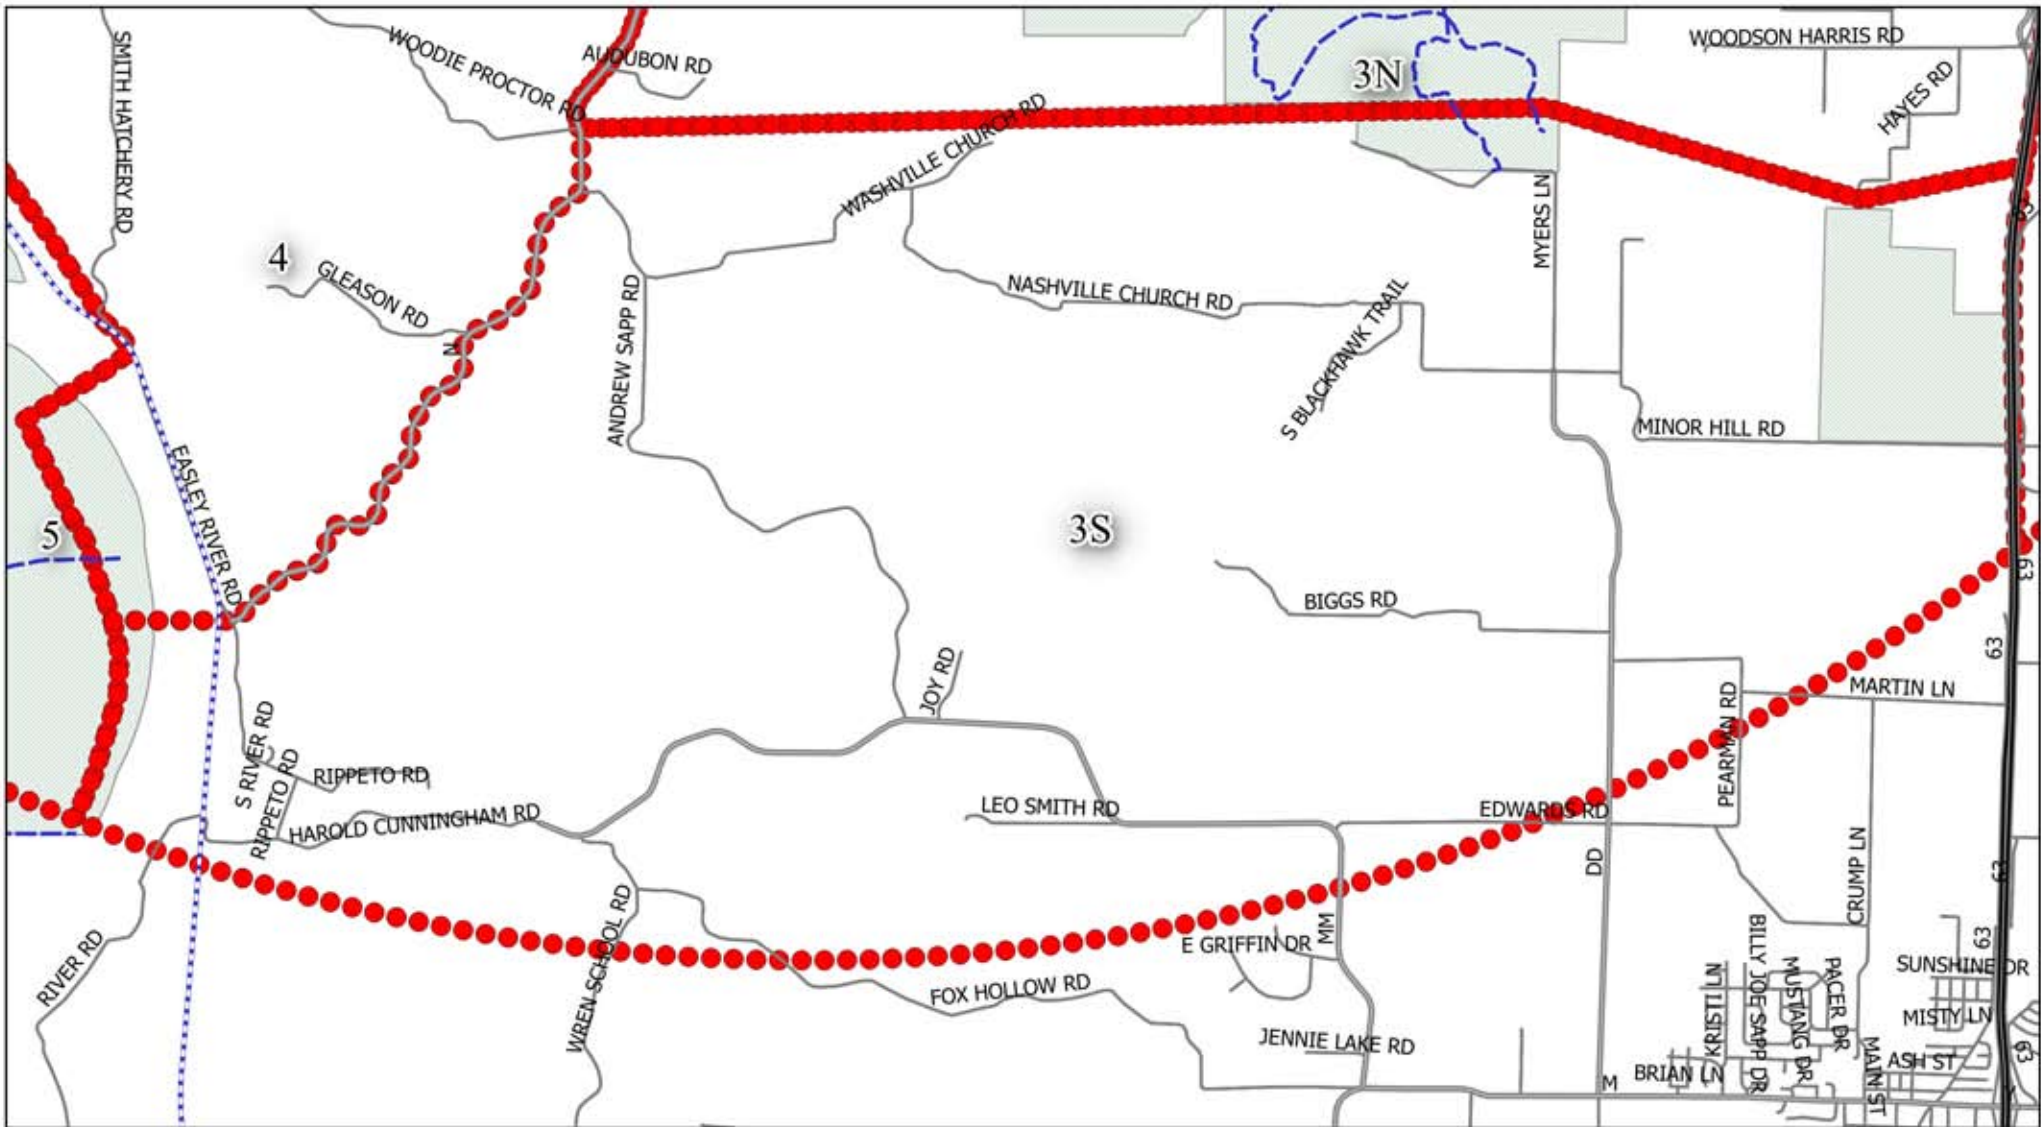 WOODSON HARRIS RD
SMITH HATCHERY RD
WOODIE PROCTOR RD
AUDUBON RD
3N
HAYES RD
WASHVILLE CHURCH RD
MYERS LN
63
4
GLEASON RD
NASHVILLE CHURCH RD
ANDREW SAPP RD
S BLACKHAWK TRAIL
N
MINOR HILL RD
EASLEY RIVER RD
5
3S
63
BIGGS RD
63
JOY RD
MARTIN LN
PEARMAN RD
S RIVER RD
RIPPETO RD
RIPPETO RD
HAROLD CUNNINGHAM RD
LEO SMITH RD
EDWARDS RD
DD
CRUMP LN
63
WREN SCHOOL RD
MM
E GRIFFIN DR
63
RIVER RD
SUNSHINE DR
FOX HOLLOW RD
KRISTI LN
BILLY JOE SAPP DR
MUSTANG DR
PACER DR
MISTY LN
JENNIE LAKE RD
63
ASH ST
BRIAN LN
M
MAIN ST